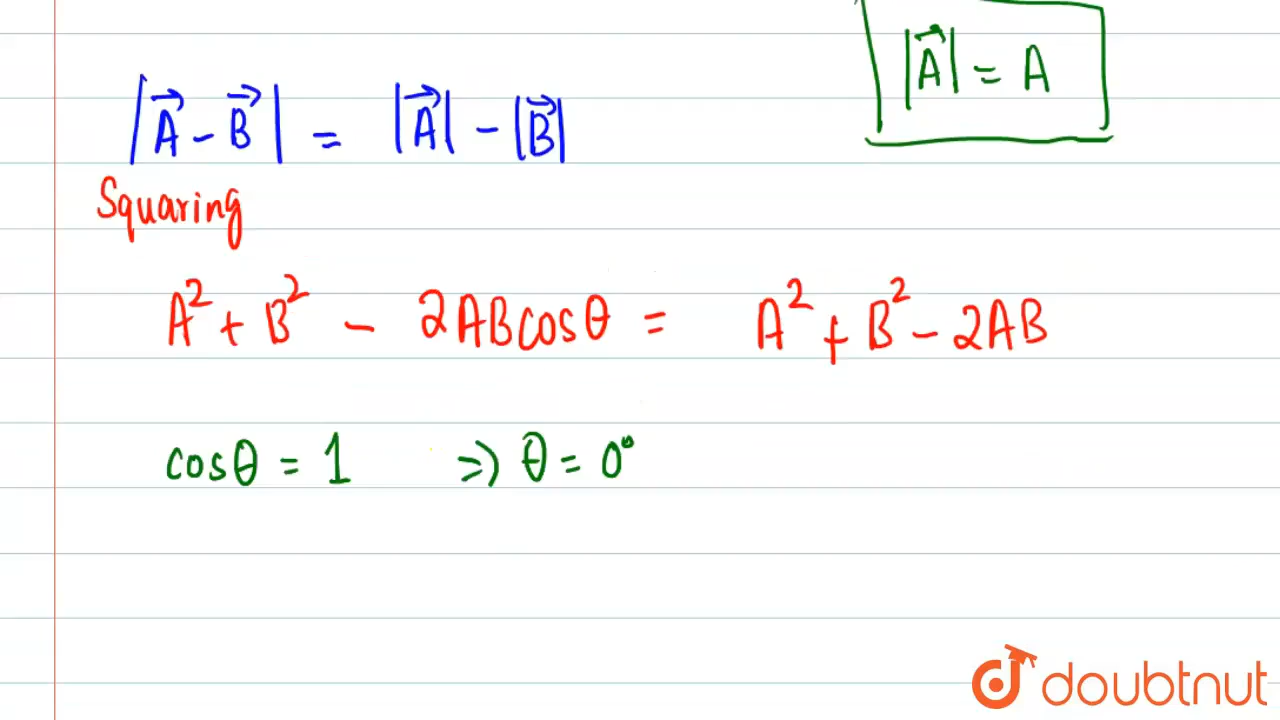 |A⃗| = A
|A⃗ - B⃗| = |A⃗| - |B⃗|
Squaring
A² + B² - 2ABcosθ = A² + B² - 2AB
cosθ = 1 ⇒ θ = 0°
doubtnut